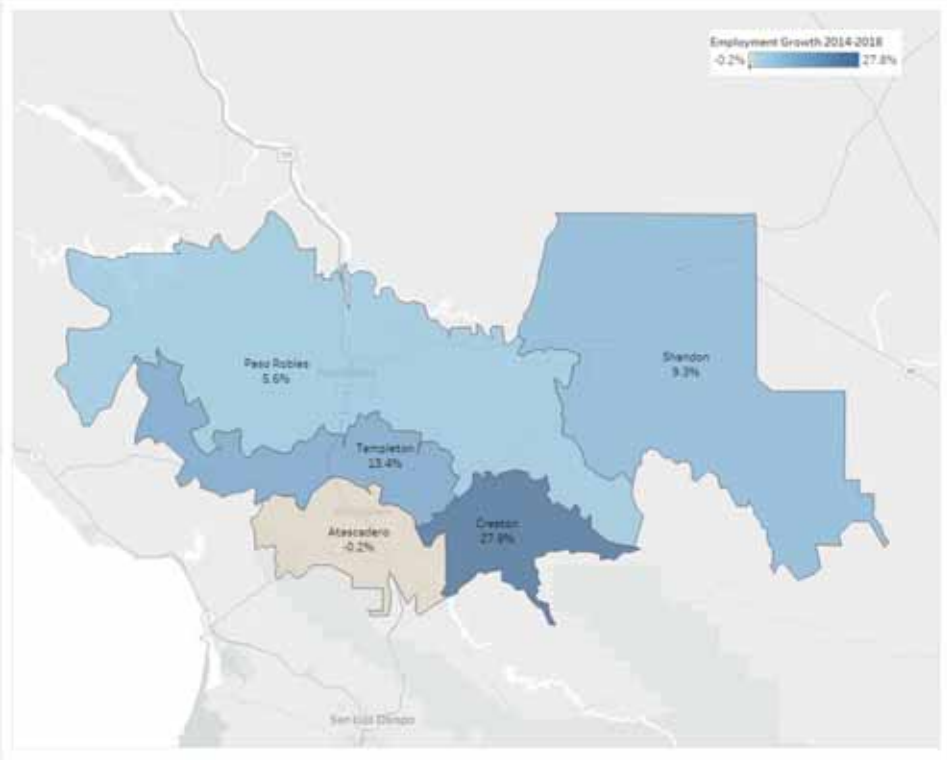 Employment Growth 2014-2018
-0.2% 27.8%
Paso Robles
5.6%
Shandon
9.3%
Templeton
13.4%
Creston
27.8%
Atascadero
-0.2%
San Luis Obispo